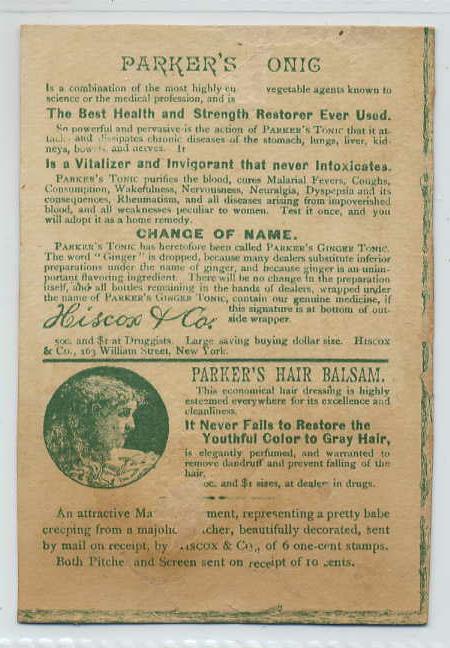 PARKER'S ONIC
Is a combination of the most highly cu vegetable agents known to
science or the medical profession, and is
The Best Health and Strength Restorer Ever Used.
So powerful and pervasive is the action of PARKER'S TONIC that it at-
tack and dissipates chronic diseases of the stomach, lungs, liver, kid-
neys, bow s, and nerves. It
Is a Vitalizer and Invigorant that never Intoxicates.
PARKER'S TONIC purifies the blood, cures Malarial Fevers, Coughs,
Consumption, Wakefulness, Nervousness, Neuralgia, Dyspepsia and its
consequences, Rheumatism, and all diseases arising from impoverished
blood, and all weaknesses peculiar to women. Test it once, and you
will adopt it as a home remedy.
CHANGE OF NAME.
PARKER'S TONIC has heretofore been called PARKER'S GINGER TONIC.
The word "Ginger" is dropped, because many dealers substitute inferior
preparations under the name of ginger, and because ginger is an unim-
portant flavoring ingredient. There will be no change in the preparation
itself, and all bottles remaining in the hands of dealers, wrapped under
the name of PARKER'S GINGER TONIC, contain our genuine medicine, if
this signature is at bottom of out-
side wrapper.
Hiscox & Co.
50c. and $1 at Druggists. Large saving buying dollar size. HISCOX
& Co., 163 William Street, New York.
PARKER'S HAIR BALSAM.
This economical hair dressing is highly
esteemed everywhere for its excellence and
cleanliness.
It Never Fails to Restore the
Youthful Color to Gray Hair,
is elegantly perfumed, and warranted to
remove dandruff and prevent falling of the
hair.
oc. and $1 sizes, at dealer in drugs.
An attractive Ma ment, representing a pretty babe
creeping from a majolic cher, beautifully decorated, sent
by mail on receipt, by HISCOX & Co., of 6 one-cent stamps.
Both Pitche and Screen sent on receipt of 10 cents.